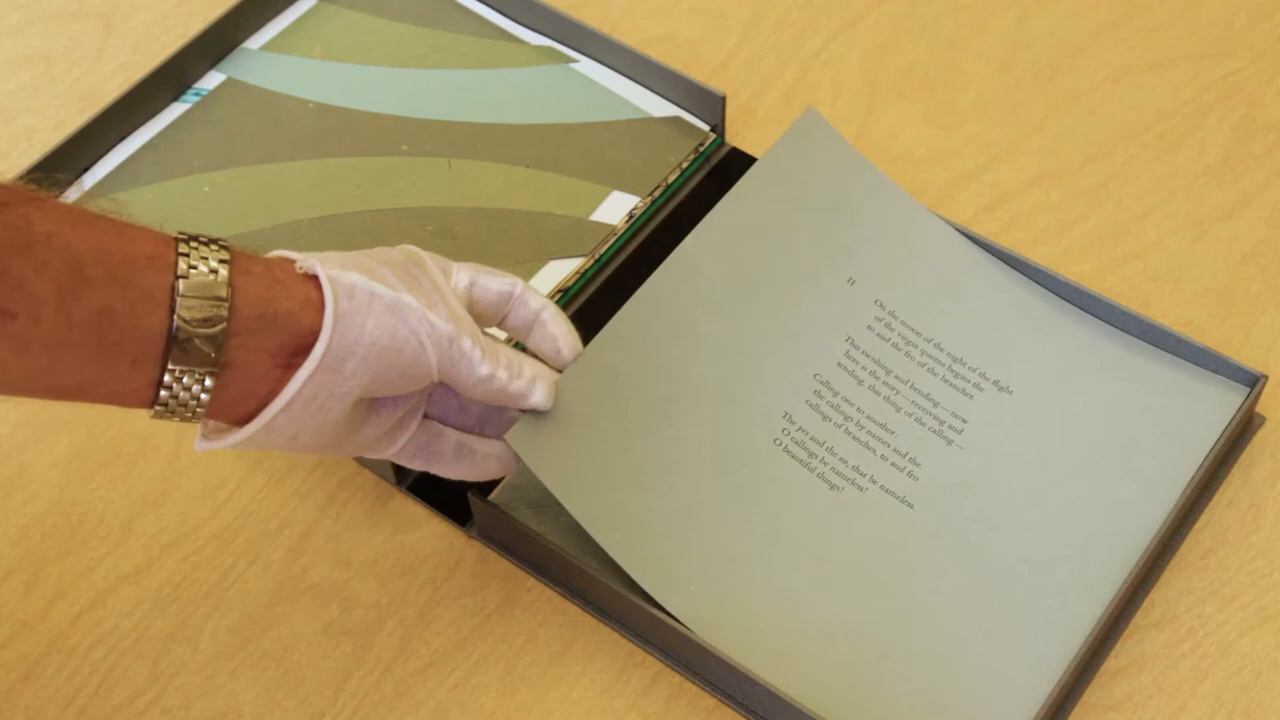 II
On the moon of the night of the flight
of the virgin queens begins the
to and the fro of the branches.
This swishing and bending — now
here is the story — receiving and
sending, this thing of the calling —
Calling one to another.
the callings by names and the
callings of branches, to and fro
The yes and the no, that be nameless.
O callings be nameless!
O beautiful things!